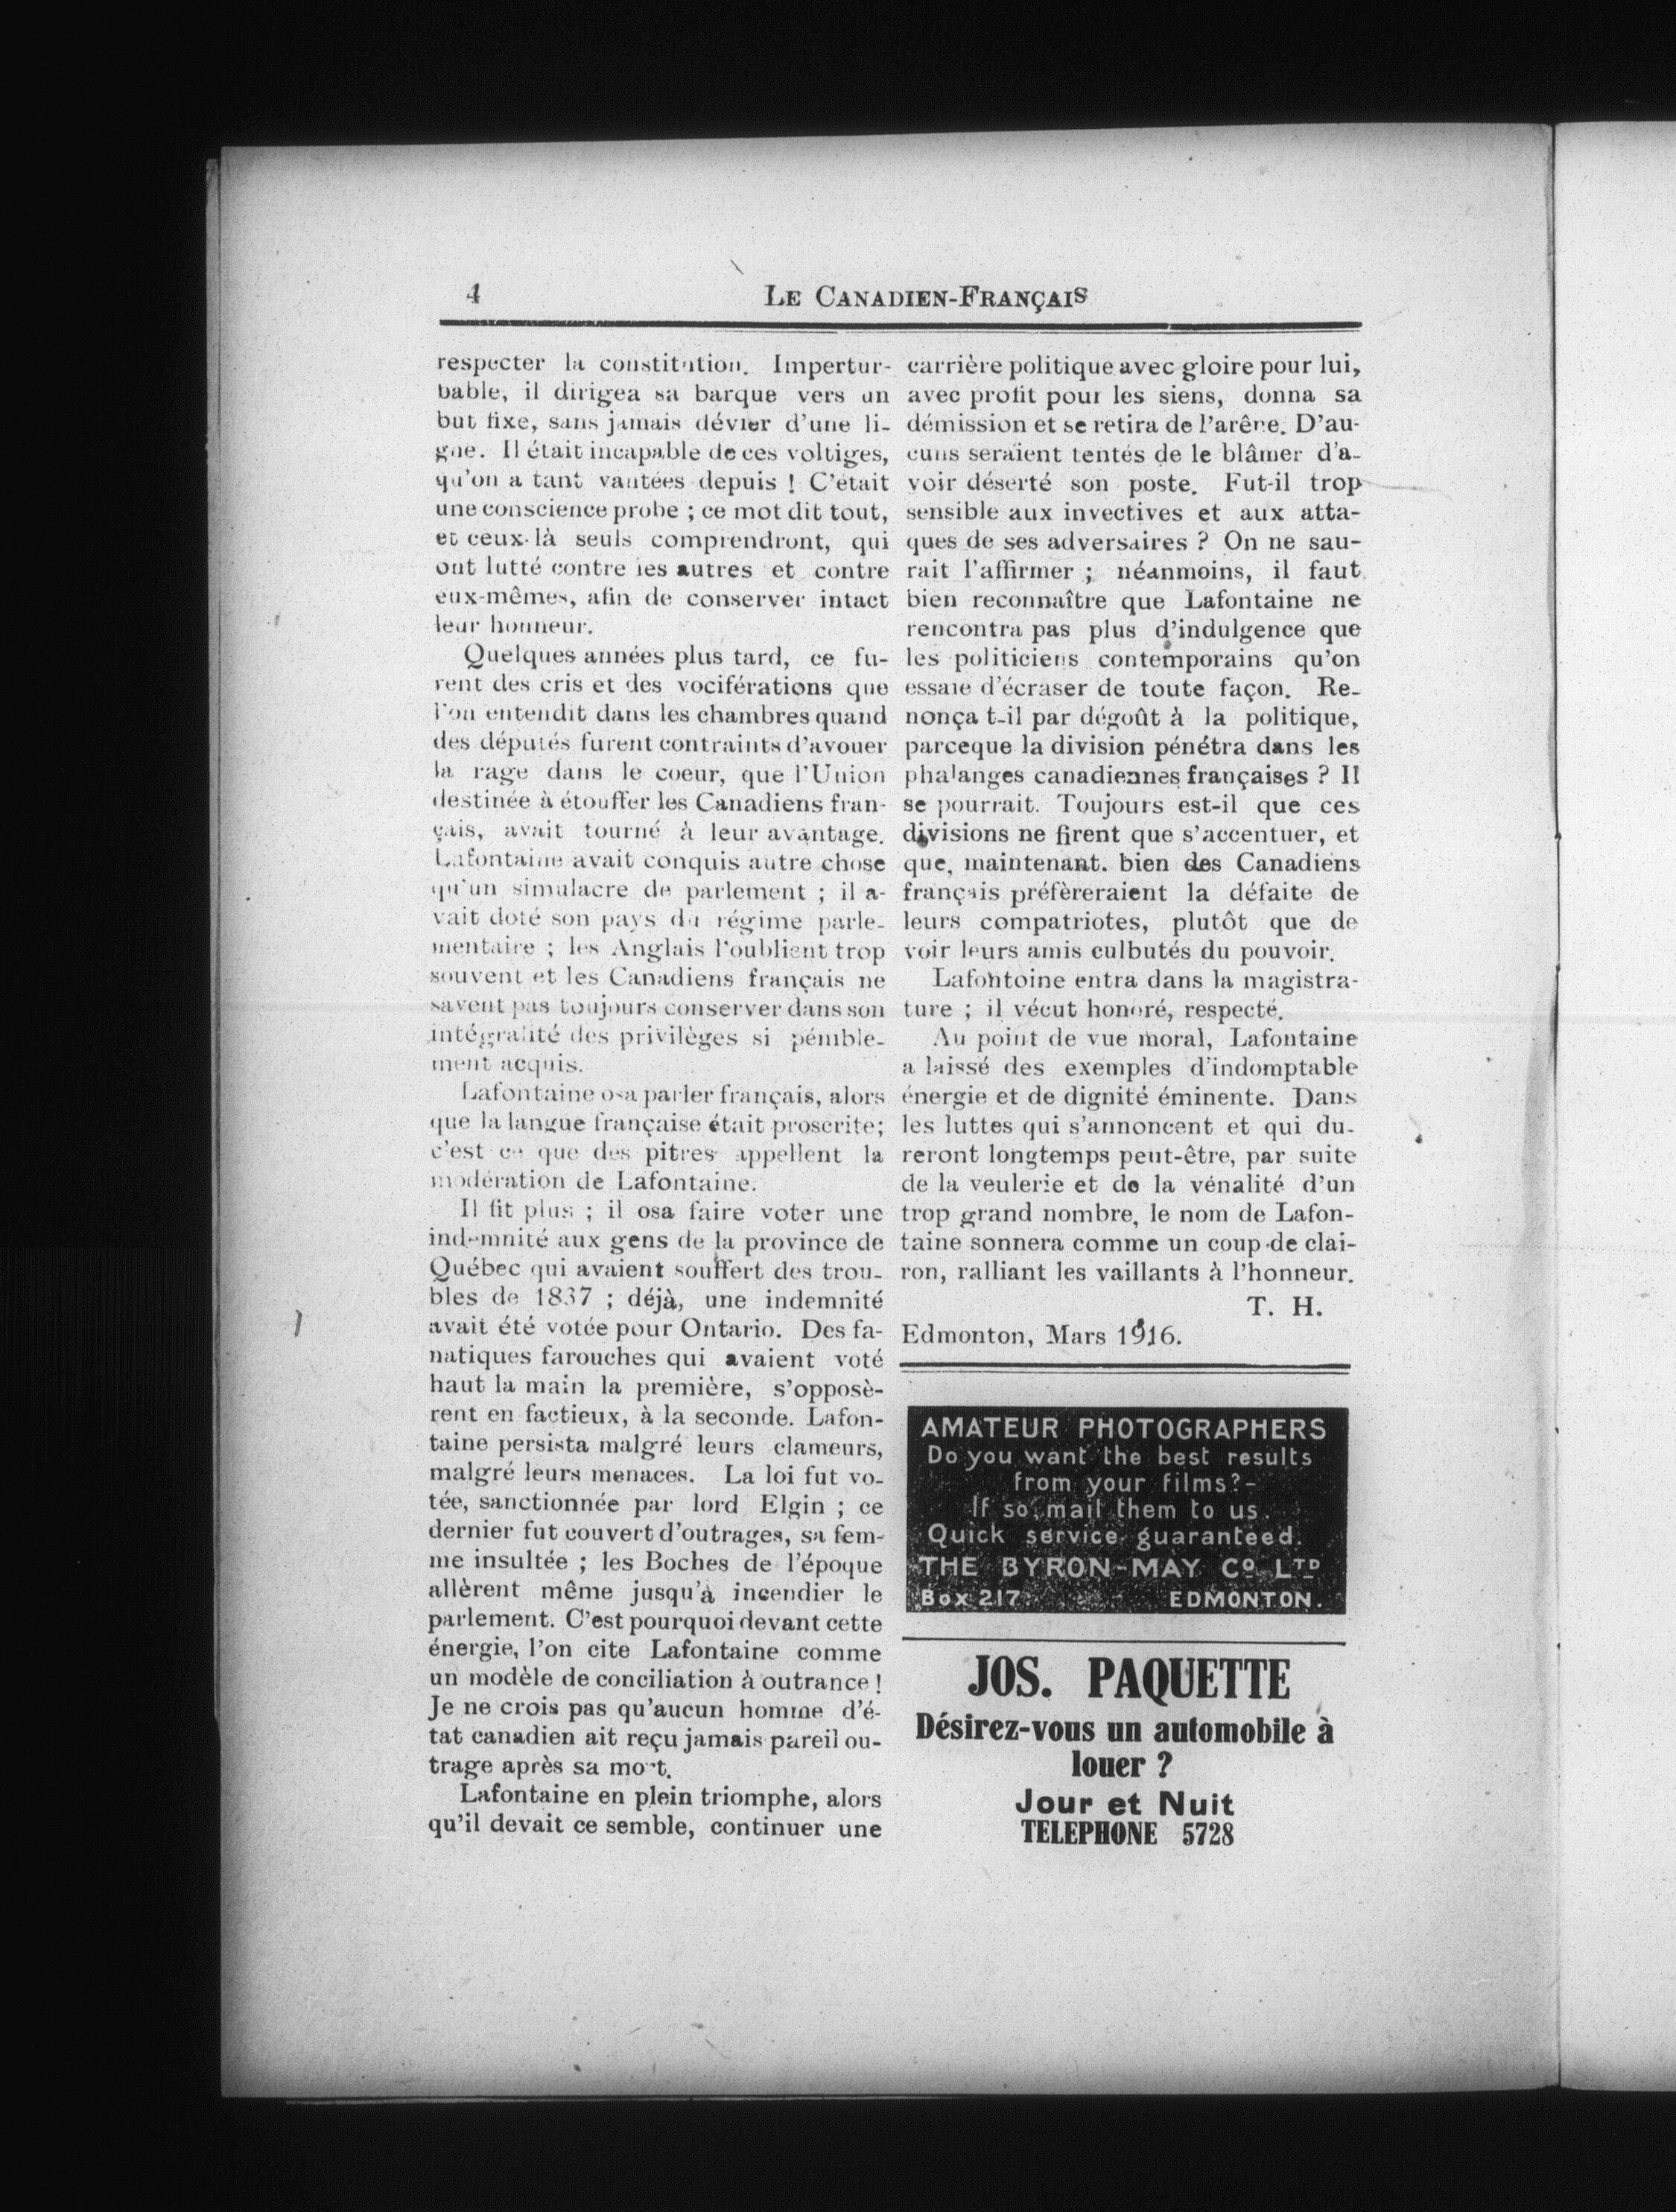 4
LE CANADIEN-FRANÇAIS
respecter la constitution. Impertur-
bable, il dirigea sa barque vers un
but fixe, sans jamais dévier d'une li-
gne. Il était incapable de ces voltiges,
qu'on a tant vantées depuis ! C'était
une conscience probe ; ce mot dit tout,
et ceux-là seuls comprendront, qui
ont lutté contre les autres et contre
eux-mêmes, afin de conserver intact
leur honneur.
Quelques années plus tard, ce fu-
rent des cris et des vociférations que
l'on entendit dans les chambres quand
des députés furent contraints d'avouer
la rage dans le coeur, que l'Union
destinée à étouffer les Canadiens fran-
çais, avait tourné à leur avantage.
Lafontaine avait conquis autre chose
qu'un simulacre de parlement ; il a-
vait doté son pays du régime parle-
mentaire ; les Anglais l'oublient trop
souvent et les Canadiens français ne
savent pas toujours conserver dans son
intégralité des privilèges si pénible-
ment acquis.
Lafontaine osa parler français, alors
que la langue française était proscrite;
c'est ce que des pitres appellent la
modération de Lafontaine.
Il fit plus ; il osa faire voter une
indemnité aux gens de la province de
Québec qui avaient souffert des trou-
bles de 1837 ; déjà, une indemnité
avait été votée pour Ontario. Des fa-
natiques farouches qui avaient voté
haut la main la première, s'opposè-
rent en factieux, à la seconde. Lafon-
taine persista malgré leurs clameurs,
malgré leurs menaces. La loi fut vo-
tée, sanctionnée par lord Elgin ; ce
dernier fut couvert d'outrages, sa fem-
me insultée ; les Boches de l'époque
allèrent même jusqu'à incendier le
parlement. C'est pourquoi devant cette
énergie, l'on cite Lafontaine comme
un modèle de conciliation à outrance !
Je ne crois pas qu'aucun homme d'é-
tat canadien ait reçu jamais pareil ou-
trage après sa mort.
Lafontaine en plein triomphe, alors
qu'il devait ce semble, continuer une
carrière politique avec gloire pour lui,
avec profit pour les siens, donna sa
démission et se retira de l'arêne. D'au-
cuns seraient tentés de le blâmer d'a-
voir déserté son poste. Fut-il trop
sensible aux invectives et aux atta-
ques de ses adversaires ? On ne sau-
rait l'affirmer ; néanmoins, il faut
bien reconnaître que Lafontaine ne
rencontra pas plus d'indulgence que
les politiciens contemporains qu'on
essaie d'écraser de toute façon. Re-
nonça t-il par dégoût à la politique,
parceque la division pénétra dans les
phalanges canadiennes françaises ? Il
se pourrait. Toujours est-il que ces
divisions ne firent que s'accentuer, et
que, maintenant. bien des Canadiens
français préfèreraient la défaite de
leurs compatriotes, plutôt que de
voir leurs amis culbutés du pouvoir.
Lafontoine entra dans la magistra-
ture ; il vécut honoré, respecté.
Au point de vue moral, Lafontaine
a laissé des exemples d'indomptable
énergie et de dignité éminente. Dans
les luttes qui s'annoncent et qui du-
reront longtemps peut-être, par suite
de la veulerie et de la vénalité d'un
trop grand nombre, le nom de Lafon-
taine sonnera comme un coup de clai-
ron, ralliant les vaillants à l'honneur.
T. H.
Edmonton, Mars 1916.
AMATEUR PHOTOGRAPHERS
Do you want the best results
from your films?-
If so, mail them to us.
Quick service guaranteed.
THE BYRON-MAY CO LTD
Box 217 EDMONTON.
JOS. PAQUETTE
Désirez-vous un automobile à
louer ?
Jour et Nuit
TELEPHONE 5728